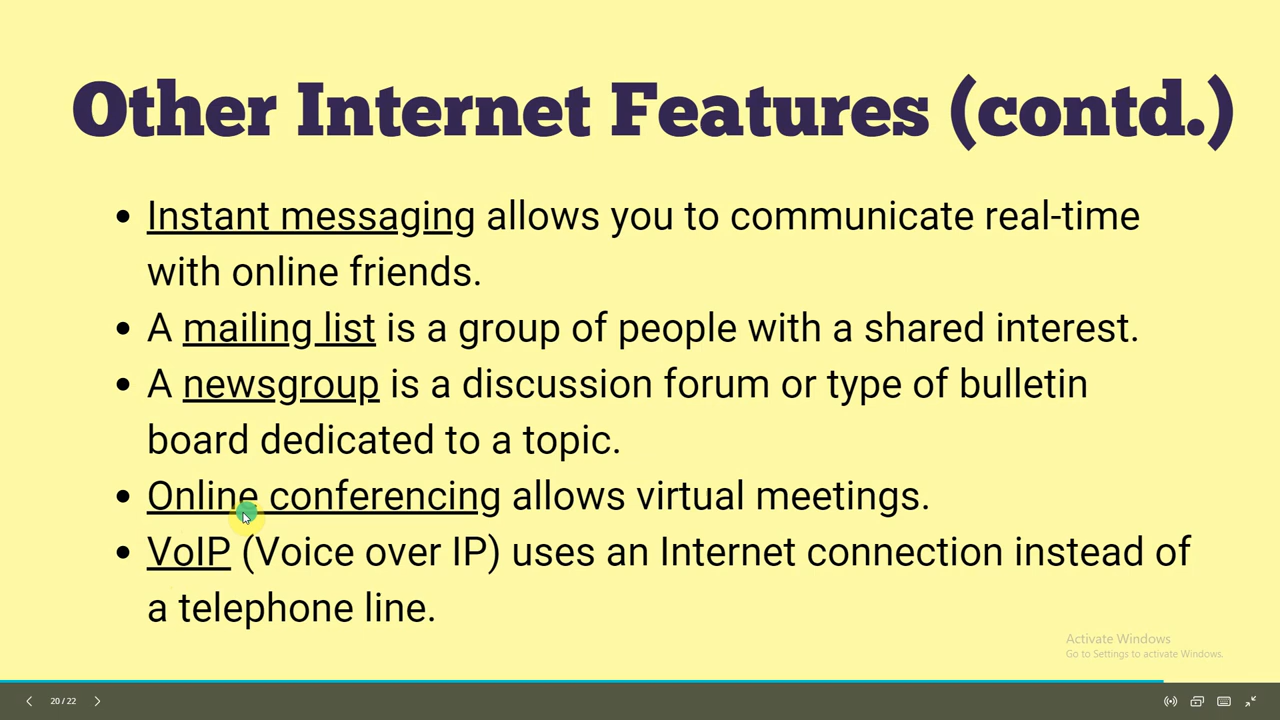 Other Internet Features (contd.)
• Instant messaging allows you to communicate real-time
with online friends.
• A mailing list is a group of people with a shared interest.
• A newsgroup is a discussion forum or type of bulletin
board dedicated to a topic.
• Online conferencing allows virtual meetings.
• VoIP (Voice over IP) uses an Internet connection instead of
a telephone line.
Activate Windows
Go to Settings to activate Windows.
20 / 22